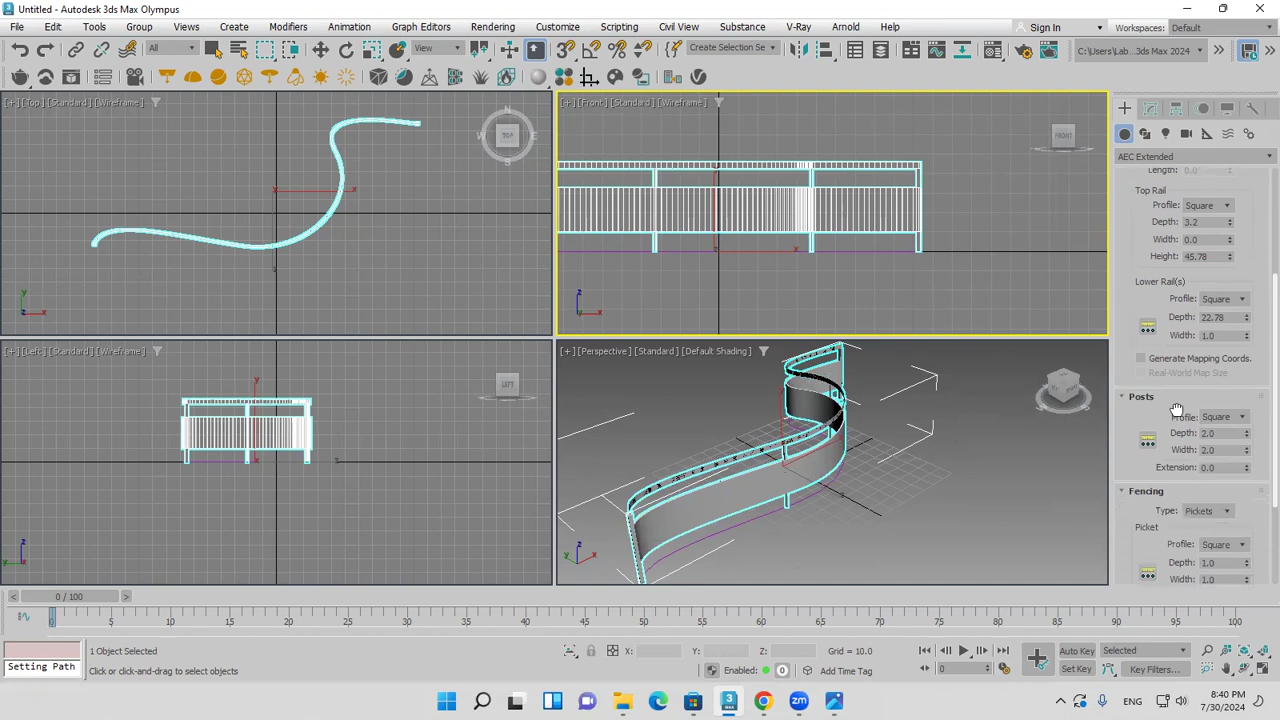 Untitled - Autodesk 3ds Max Olympus
File Edit Tools Group Views Create Modifiers Animation Graph Editors Rendering Customize Scripting Civil View Substance V-Ray Arnold Help
Sign In Workspaces: Default
All View Create Selection Se C:\Users\Lab...3ds Max 2024
[+] [Top] [Standard] [Wireframe]
N
W TOP E
S
x x
y
z x
[+] [Front] [Standard] [Wireframe]
FRONT
z x
z x
[+] [Left] [Standard] [Wireframe]
LEFT
y
x
z
y
[+] [Perspective] [Standard] [Default Shading]
z
y x
AEC Extended
Length: 0.0
Top Rail
Profile: Square
Depth: 3.2
Width: 0.0
Height: 45.78
Lower Rail(s)
Profile: Square
Depth: 22.78
Width: 1.0
Generate Mapping Coords.
Real-World Map Size
Posts
Profile: Square
Depth: 2.0
Width: 2.0
Extension: 0.0
Fencing
Type: Pickets
Picket
Profile: Square
Depth: 1.0
Width: 1.0
< 0 / 100 >
0 5 10 15 20 25 30 35 40 45 50 55 60 65 70 75 80 85 90 95 100
1 Object Selected
X: Y: Z: Grid = 10.0
Auto Key Selected
Setting Path
Click or click-and-drag to select objects
Enabled: 0 Add Time Tag
0
Set Key Key Filters...
ENG
8:40 PM
7/30/2024